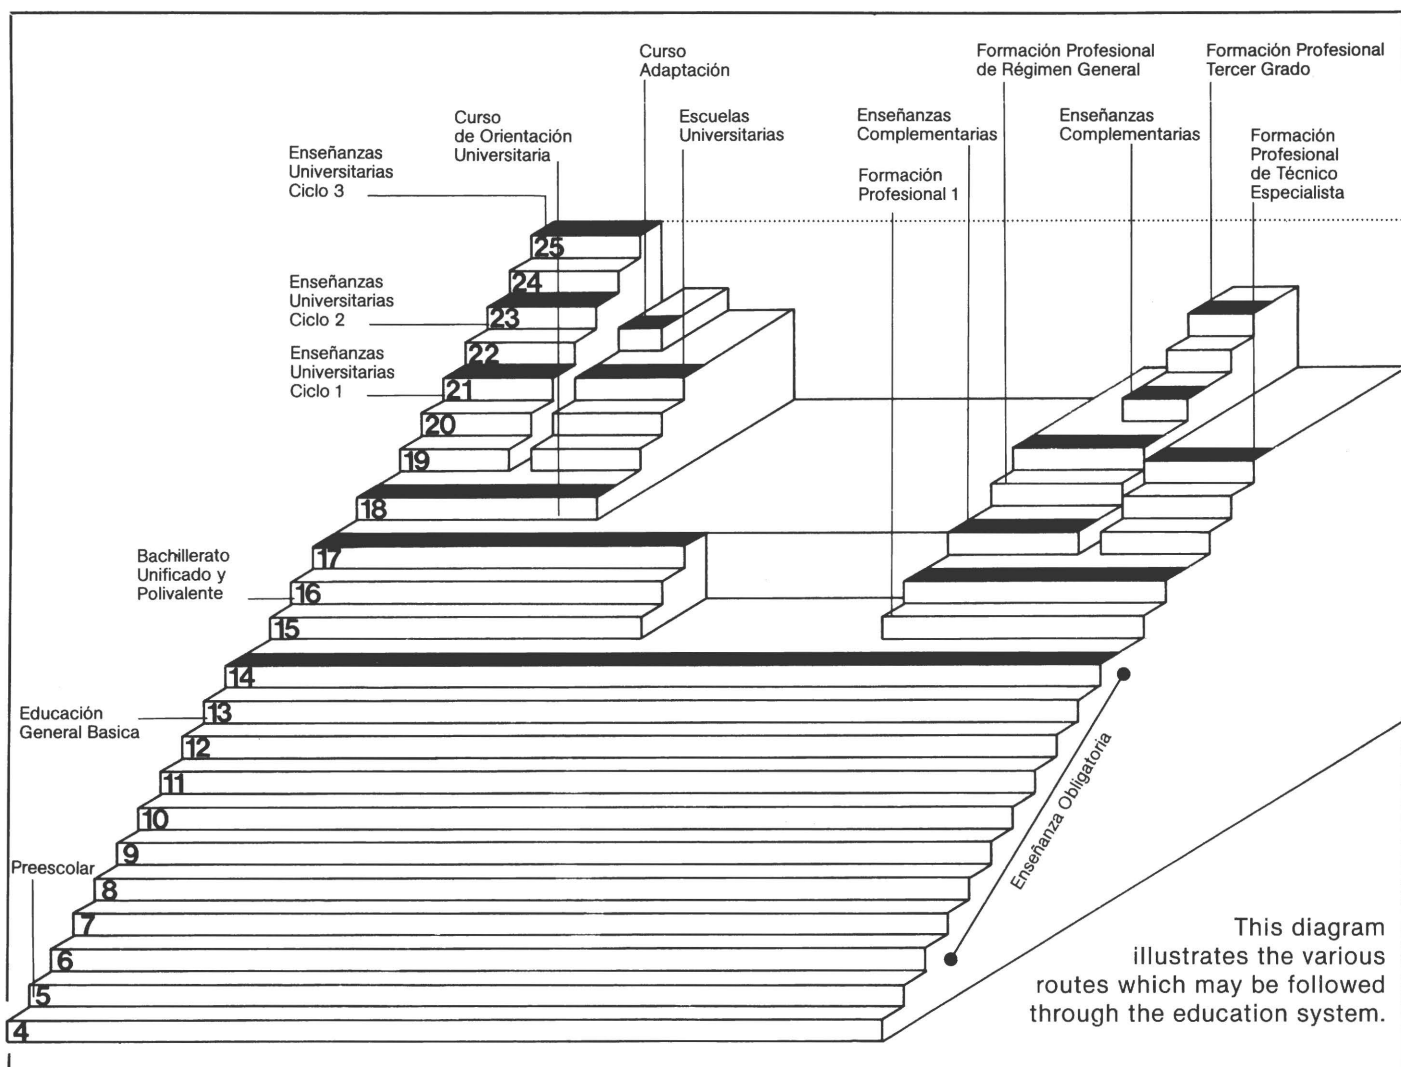 Curso
Adaptación
Formación Profesional
de Régimen General
Formación Profesional
Tercer Grado
Curso
de Orientación
Universitaria
Escuelas
Universitarias
Enseñanzas
Complementarias
Enseñanzas
Complementarias
Formación
Profesional
de Técnico
Especialista
Enseñanzas
Universitarias
Ciclo 3
Formación
Profesional 1
25
24
Enseñanzas
Universitarias
Ciclo 2
23
22
Enseñanzas
Universitarias
Ciclo 1
21
20
19
18
17
Bachillerato
Unificado y
Polivalente
16
15
14
13
Educación
General Basica
12
11
10
9
Preescolar
8
7
6
5
4
Enseñanza Obligatoria
This diagram
illustrates the various
routes which may be followed
through the education system.